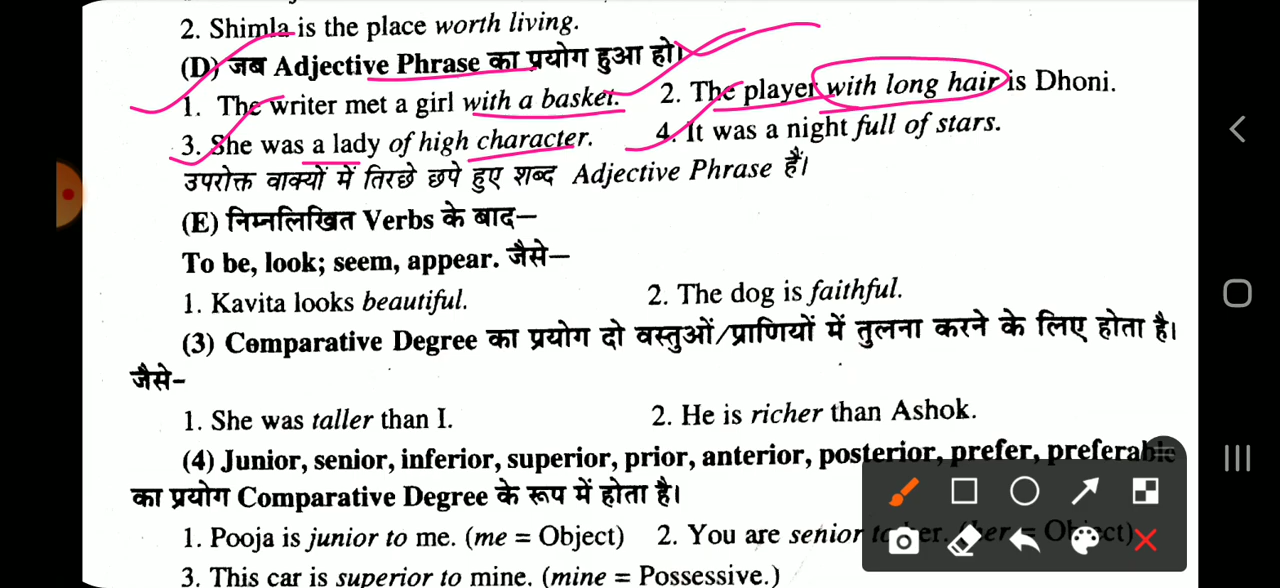 2. Shimla is the place worth living.
(D) जब Adjective Phrase का प्रयोग हुआ हो।
1. The writer met a girl with a basket. 2. The player with long hair is Dhoni.
3. She was a lady of high character. 4. It was a night full of stars.
उपरोक्त वाक्यों में तिरछे छपे हुए शब्द Adjective Phrase हैं।
(E) निम्नलिखित Verbs के बाद—
To be, look; seem, appear. जैसे—
1. Kavita looks beautiful. 2. The dog is faithful.
(3) Comparative Degree का प्रयोग दो वस्तुओं/प्राणियों में तुलना करने के लिए होता है।
जैसे-
1. She was taller than I. 2. He is richer than Ashok.
(4) Junior, senior, inferior, superior, prior, anterior, posterior, prefer, preferable
का प्रयोग Comparative Degree के रूप में होता है।
1. Pooja is junior to me. (me = Object) 2. You are senior to her. (her = Object)
3. This car is superior to mine. (mine = Possessive.)